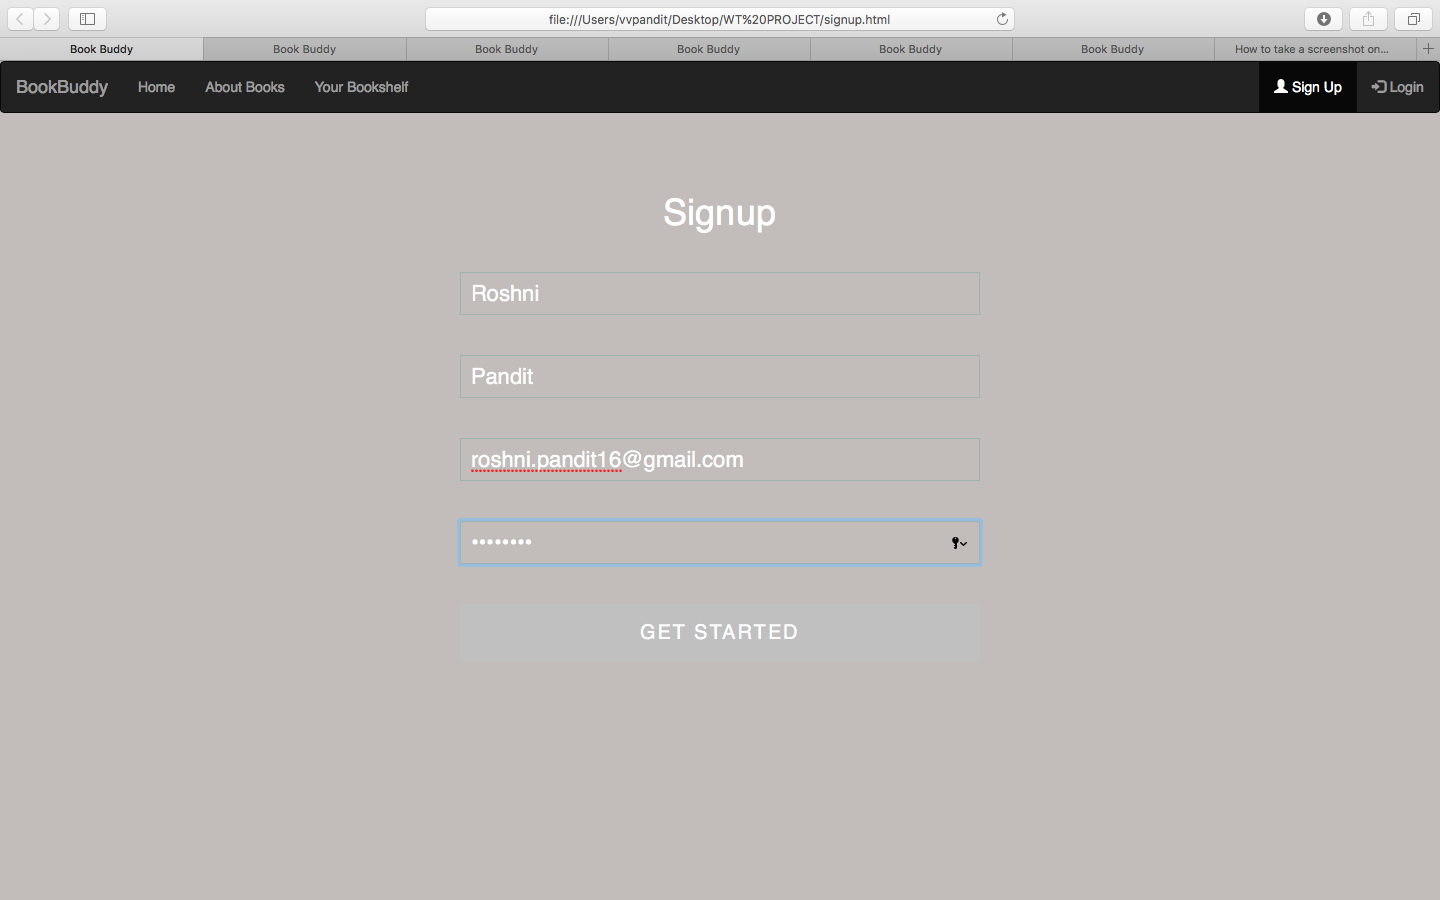 file:///Users/vvpandit/Desktop/WT%20PROJECT/signup.html
Book Buddy Book Buddy Book Buddy Book Buddy Book Buddy Book Buddy How to take a screenshot on...
BookBuddy Home About Books Your Bookshelf Sign Up Login
Signup
Roshni
Pandit
roshni.pandit16@gmail.com
••••••••
GET STARTED